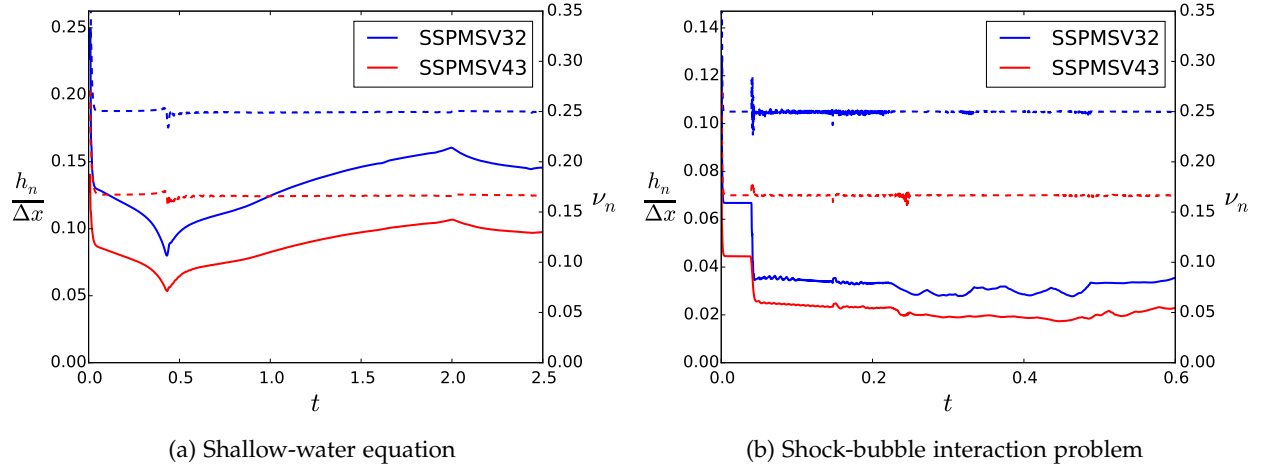 0.25
0.20
0.15
0.10
0.05
0.00
h_n
Δx
0.35
0.30
0.25
0.20
0.15
0.10
0.05
0.00
ν_n
0.0 0.5 1.0 1.5 2.0 2.5
t
SSPMSV32
SSPMSV43
(a) Shallow-water equation
0.14
0.12
0.10
0.08
0.06
0.04
0.02
0.00
h_n
Δx
0.35
0.30
0.25
0.20
0.15
0.10
0.05
0.00
ν_n
0.0 0.2 0.4 0.6
t
SSPMSV32
SSPMSV43
(b) Shock-bubble interaction problem